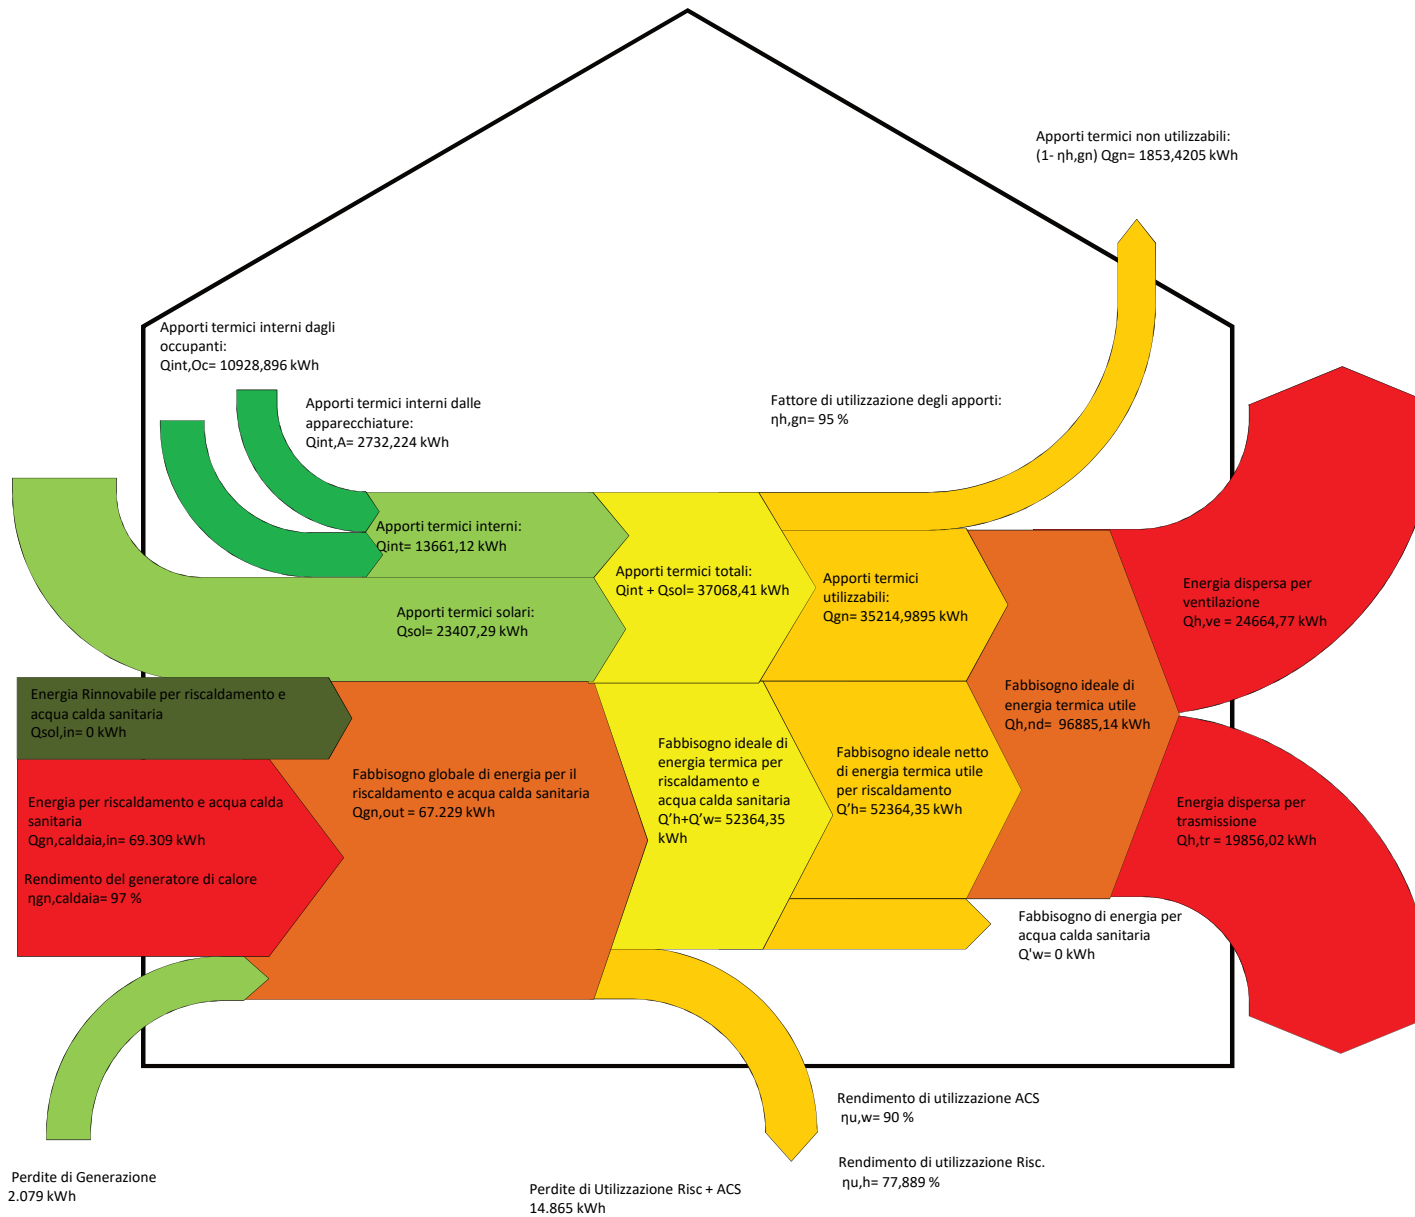 Apporti termici non utilizzabili:
(1- ηh,gn) Qgn= 1853,4205 kWh
Apporti termici interni dagli
occupanti:
Qint,Oc= 10928,896 kWh
Apporti termici interni dalle
apparecchiature:
Qint,A= 2732,224 kWh
Fattore di utilizzazione degli apporti:
ηh,gn= 95 %
Apporti termici interni:
Qint= 13661,12 kWh
Apporti termici totali:
Qint + Qsol= 37068,41 kWh
Apporti termici
utilizzabili:
Qgn= 35214,9895 kWh
Energia dispersa per
ventilazione
Qh,ve = 24664,77 kWh
Apporti termici solari:
Qsol= 23407,29 kWh
Energia Rinnovabile per riscaldamento e
acqua calda sanitaria
Qsol,in= 0 kWh
Fabbisogno ideale di
energia termica utile
Qh,nd=  96885,14 kWh
Fabbisogno globale di energia per il
riscaldamento e acqua calda sanitaria
Qgn,out = 67.229 kWh
Fabbisogno ideale di
energia termica per
riscaldamento e
acqua calda sanitaria
Q’h+Q’w= 52364,35
kWh
Fabbisogno ideale netto
di energia termica utile
per riscaldamento
Q’h= 52364,35 kWh
Energia dispersa per
trasmissione
Qh,tr = 19856,02 kWh
Energia per riscaldamento e acqua calda
sanitaria
Qgn,caldaia,in= 69.309 kWh
Rendimento del generatore di calore
ηgn,caldaia= 97 %
Fabbisogno di energia per
acqua calda sanitaria
Q'w= 0 kWh
Rendimento di utilizzazione ACS
ηu,w= 90 %
Rendimento di utilizzazione Risc.
ηu,h= 77,889 %
Perdite di Generazione
2.079 kWh
Perdite di Utilizzazione Risc + ACS
14.865 kWh